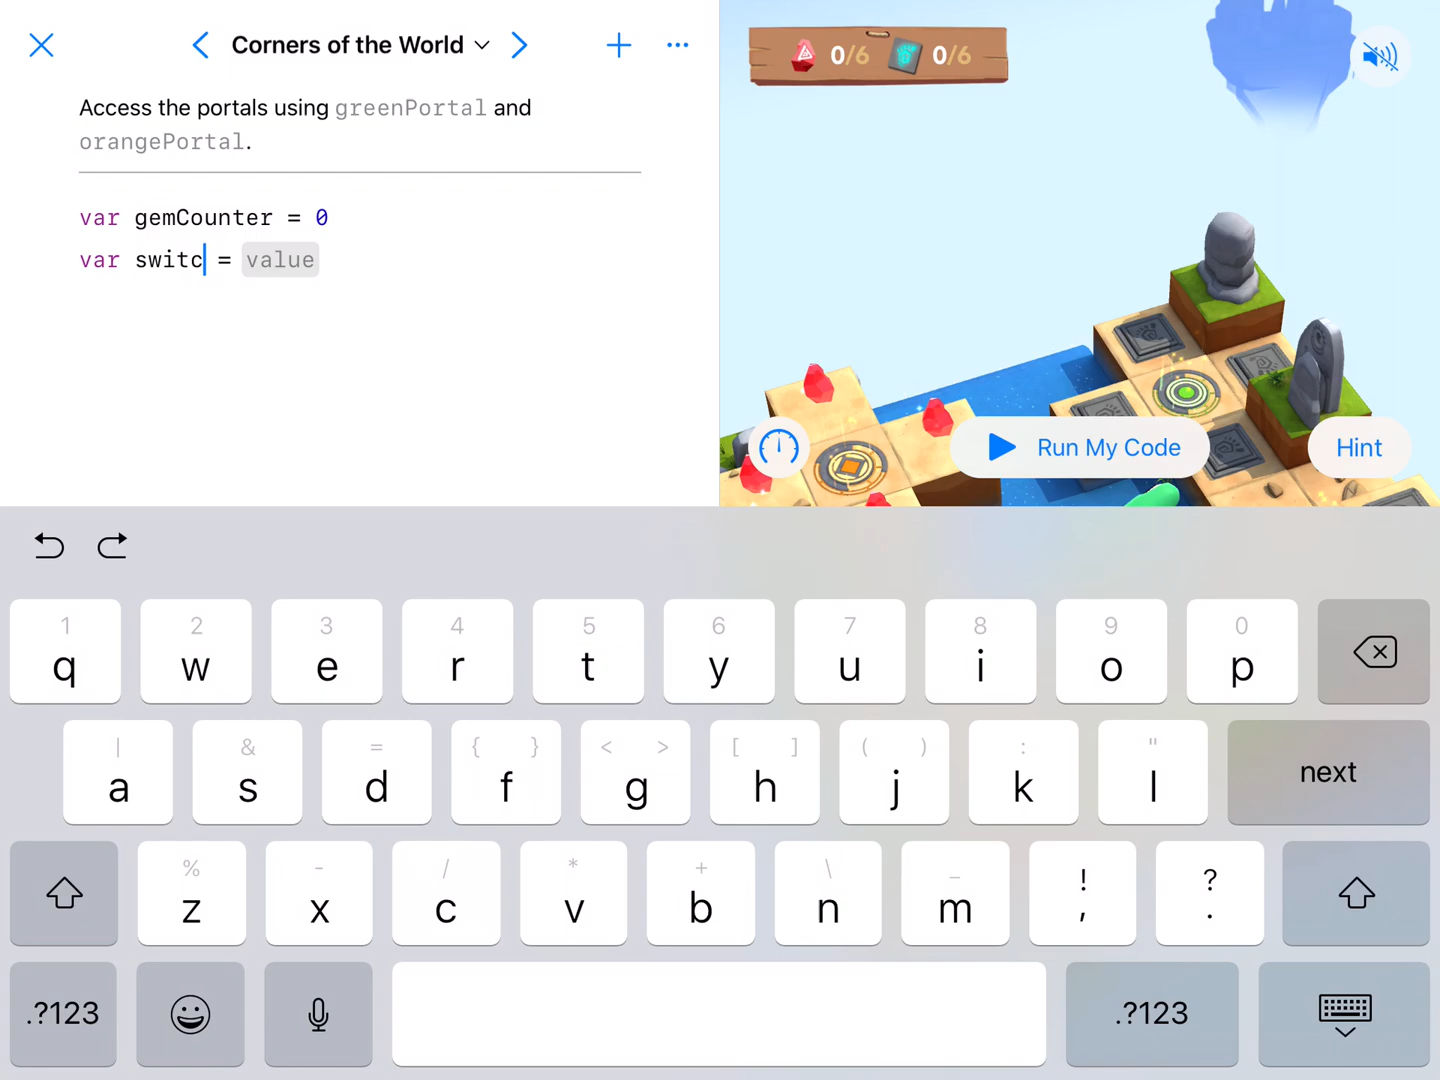 Corners of the World
Access the portals using greenPortal and
orangePortal.
var gemCounter = 0
var switc = value
0/6 0/6
Run My Code
Hint
1 2 3 4 5 6 7 8 9 0
q w e r t y u i o p
| & = { } < > [ ] ( ) : "
a s d f g h j k l next
% - / * + \ _ ! ?
z x c v b n m , .
.?123 .?123